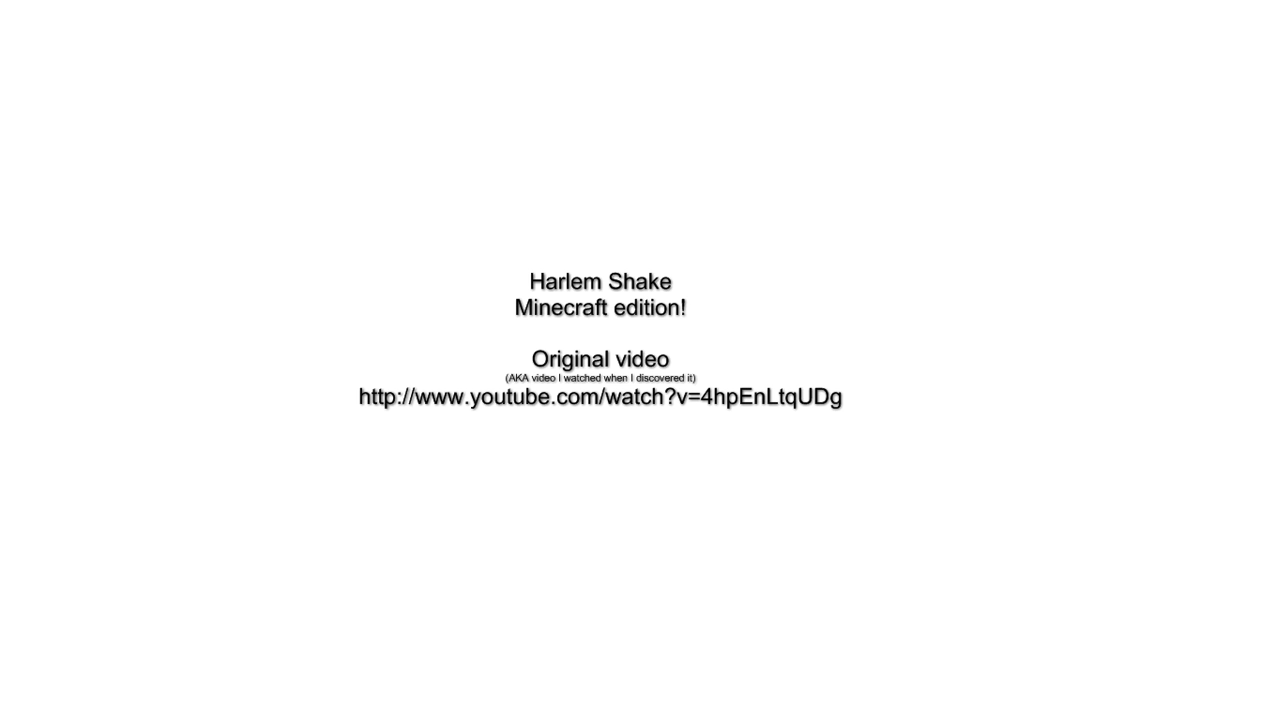 Harlem Shake
Minecraft edition!
Original video
(AKA video I watched when I discovered it)
http://www.youtube.com/watch?v=4hpEnLtqUDg